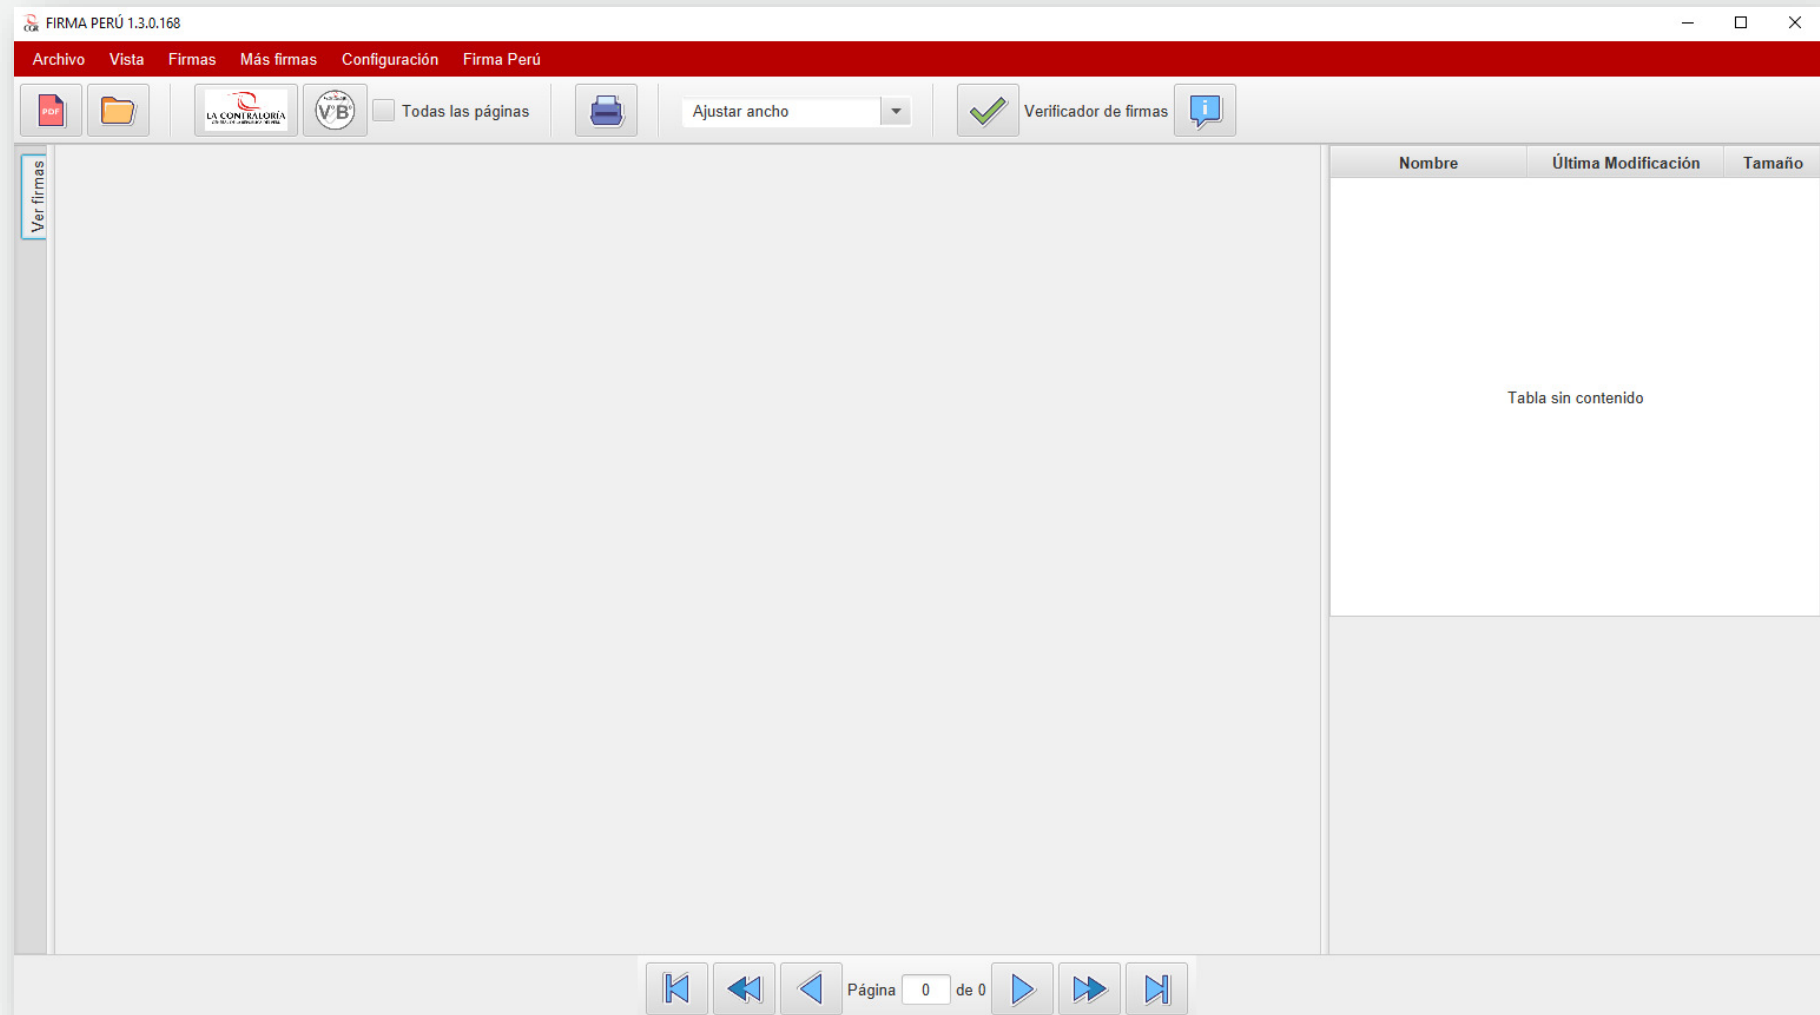 CGR FIRMA PERÚ 1.3.0.168
Archivo Vista Firmas Más firmas Configuración Firma Perú
PDF LA CONTRALORÍA V°B° Todas las páginas Ajustar ancho Verificador de firmas i
Ver firmas
Nombre Última Modificación Tamaño
Tabla sin contenido
Página 0 de 0